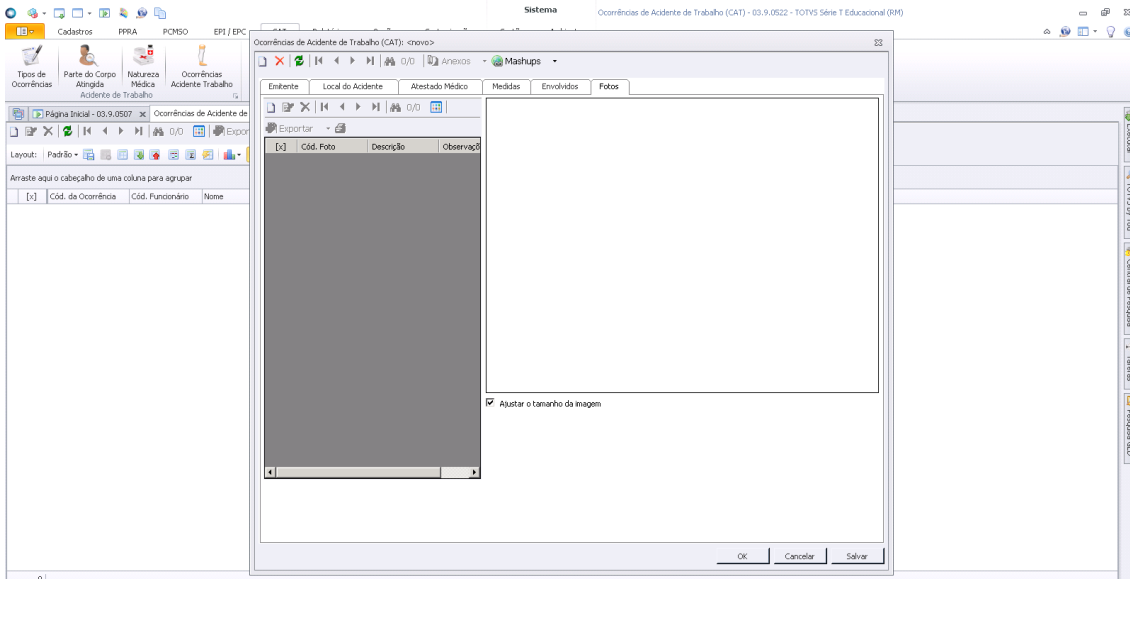 Sistema
Ocorrências de Acidente de Trabalho (CAT) - 03.9.0522 - TOTVS Série T Educacional (RM)
Cadastros PPRA PCMSO EPI / EPC
Tipos de Ocorrências
Parte do Corpo Atingida
Natureza Médica
Ocorrências Acidente Trabalho
Acidente de Trabalho
Página Inicial - 03.9.0507 x Ocorrências de Acidente de
0/0 Expor
Layout: Padrão
Arraste aqui o cabeçalho de uma coluna para agrupar
[x] Cód. da Ocorrência Cód. Funcionário Nome
Ocorrências de Acidente de Trabalho (CAT): <novo>
0/0 Anexos Mashups
Emitente Local do Acidente Atestado Médico Medidas Envolvidos Fotos
0/0
Exportar
[x] Cód. Foto Descrição Observaçõ
Ajustar o tamanho da imagem
OK Cancelar Salvar